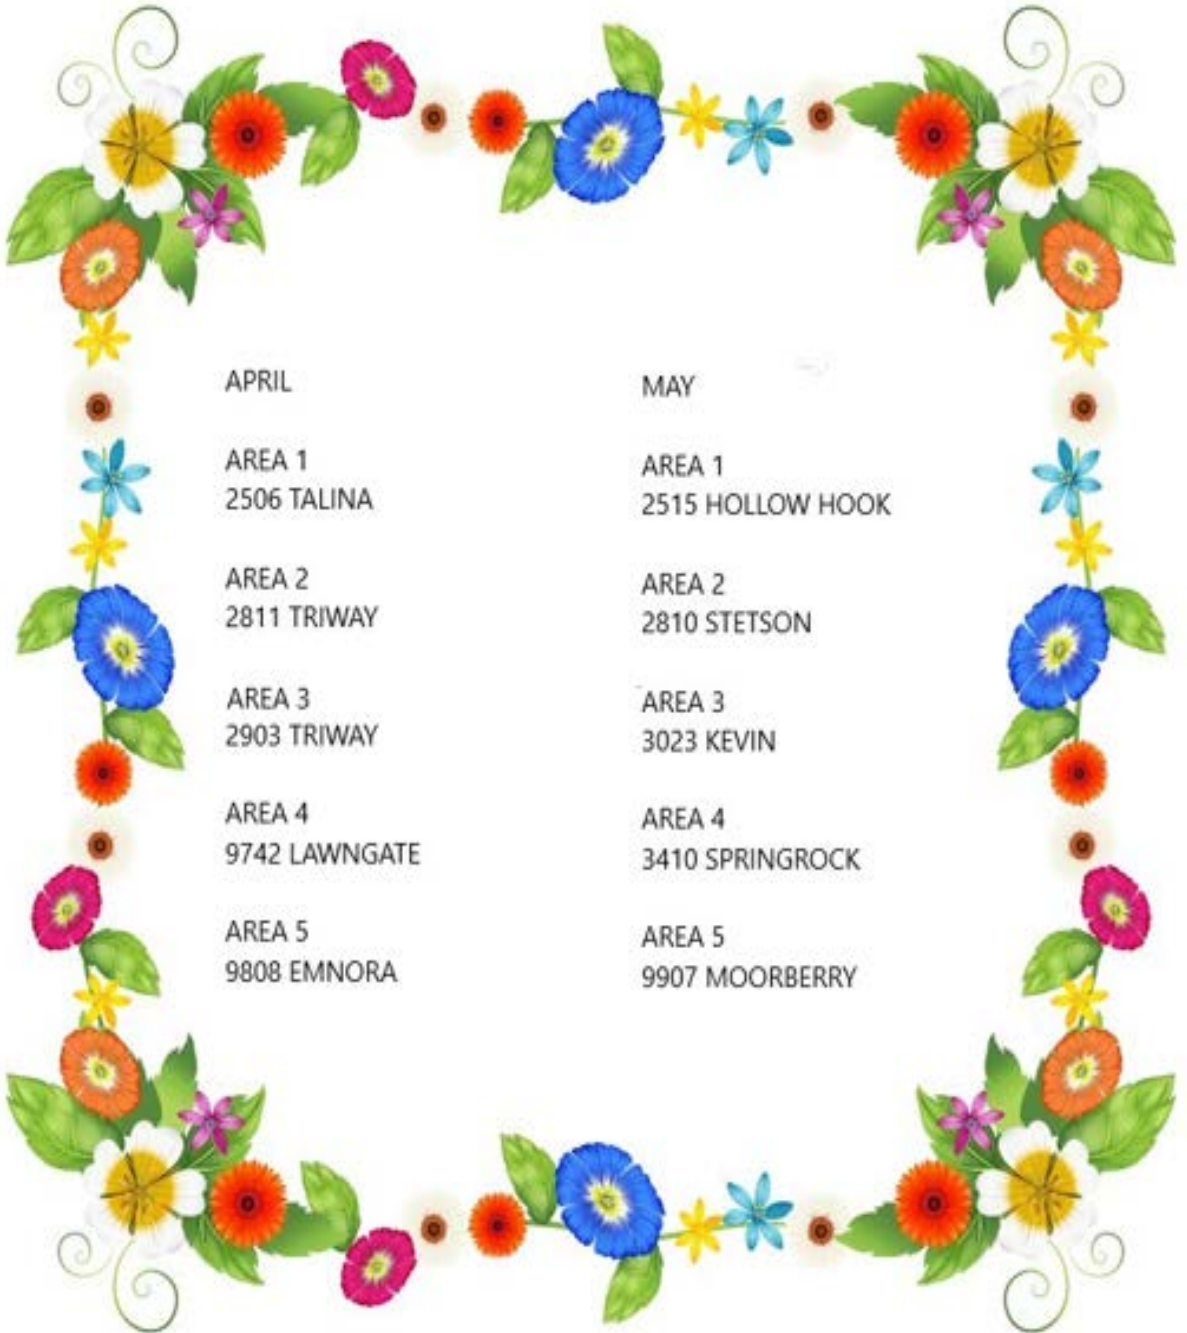 APRIL
AREA 1
2506 TALINA
AREA 2
2811 TRIWAY
AREA 3
2903 TRIWAY
AREA 4
9742 LAWNGATE
AREA 5
9808 EMNORA
MAY
AREA 1
2515 HOLLOW HOOK
AREA 2
2810 STETSON
AREA 3
3023 KEVIN
AREA 4
3410 SPRINGROCK
AREA 5
9907 MOORBERRY